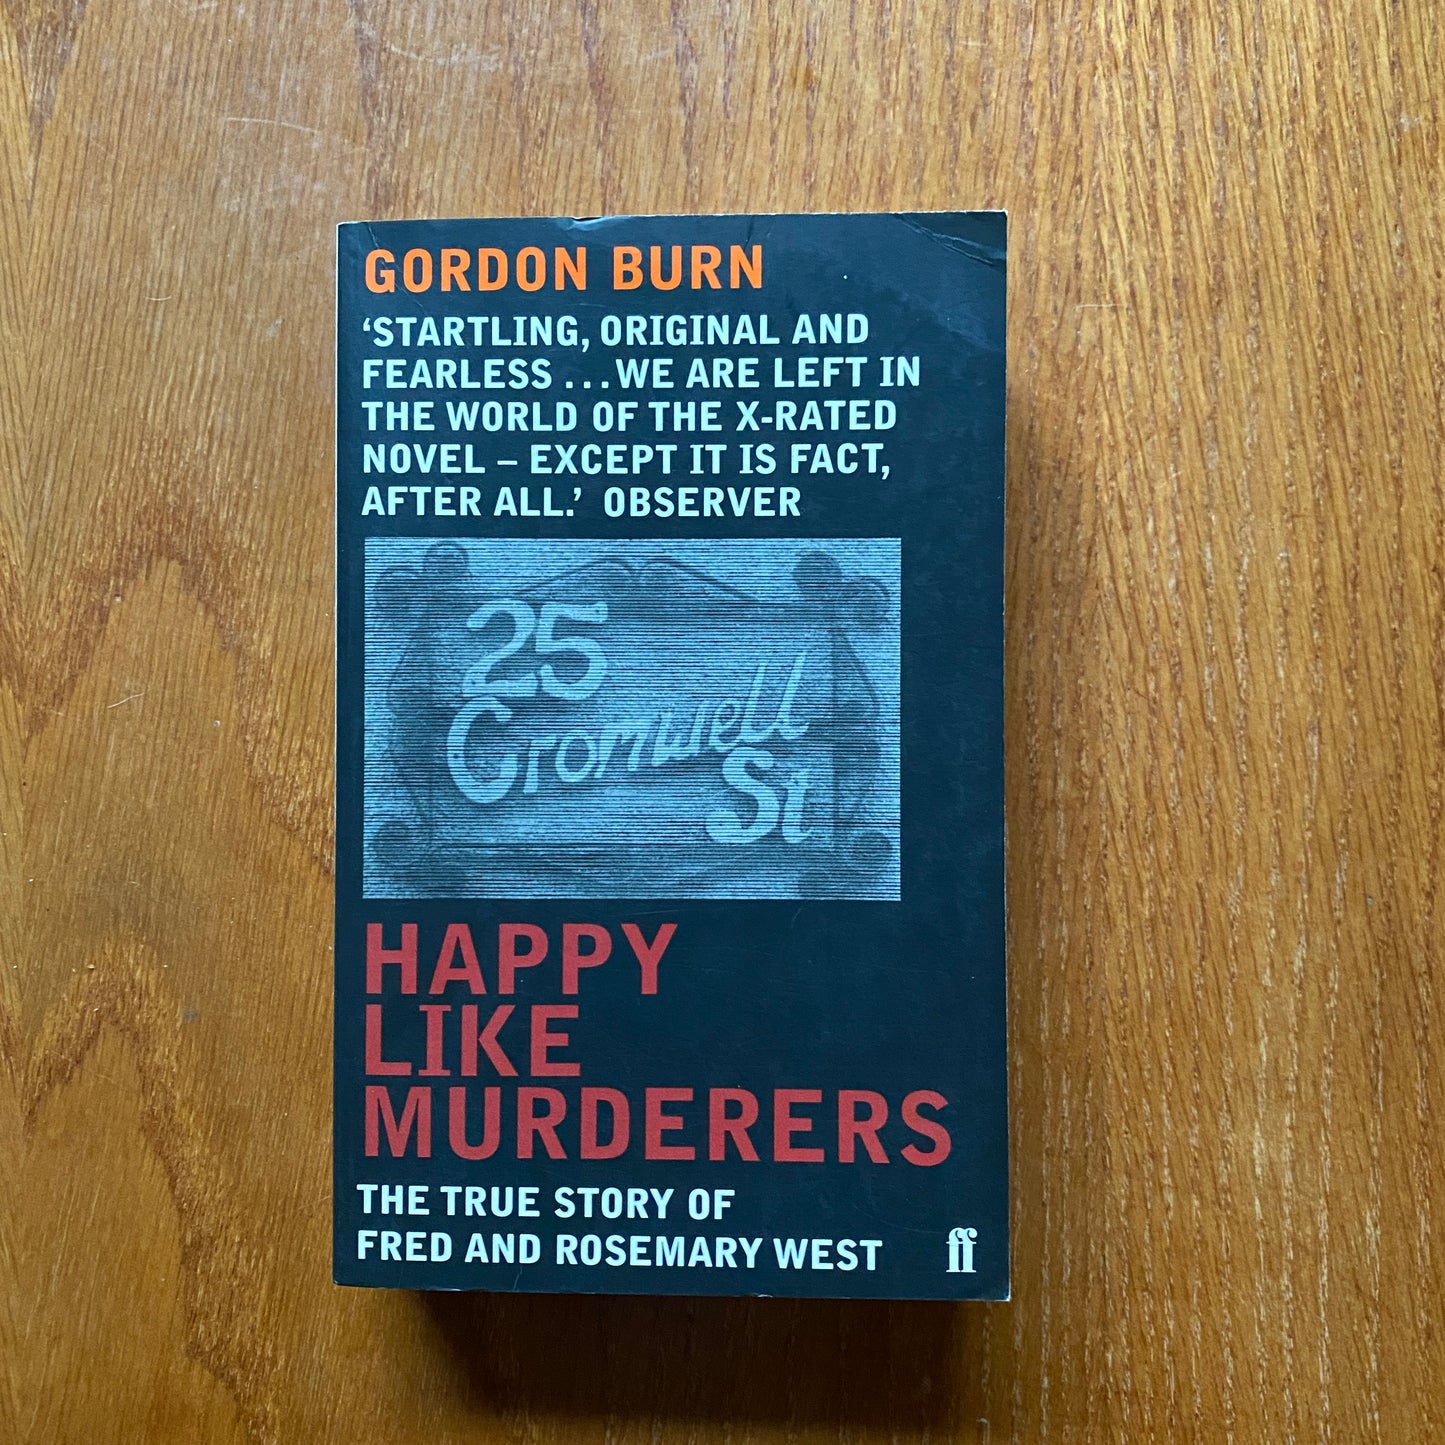 GORDON BURN
‘STARTLING, ORIGINAL AND
FEARLESS ... WE ARE LEFT IN
THE WORLD OF THE X-RATED
NOVEL – EXCEPT IT IS FACT,
AFTER ALL.’ OBSERVER
25
Cromwell
St
HAPPY
LIKE
MURDERERS
THE TRUE STORY OF
FRED AND ROSEMARY WEST
ff